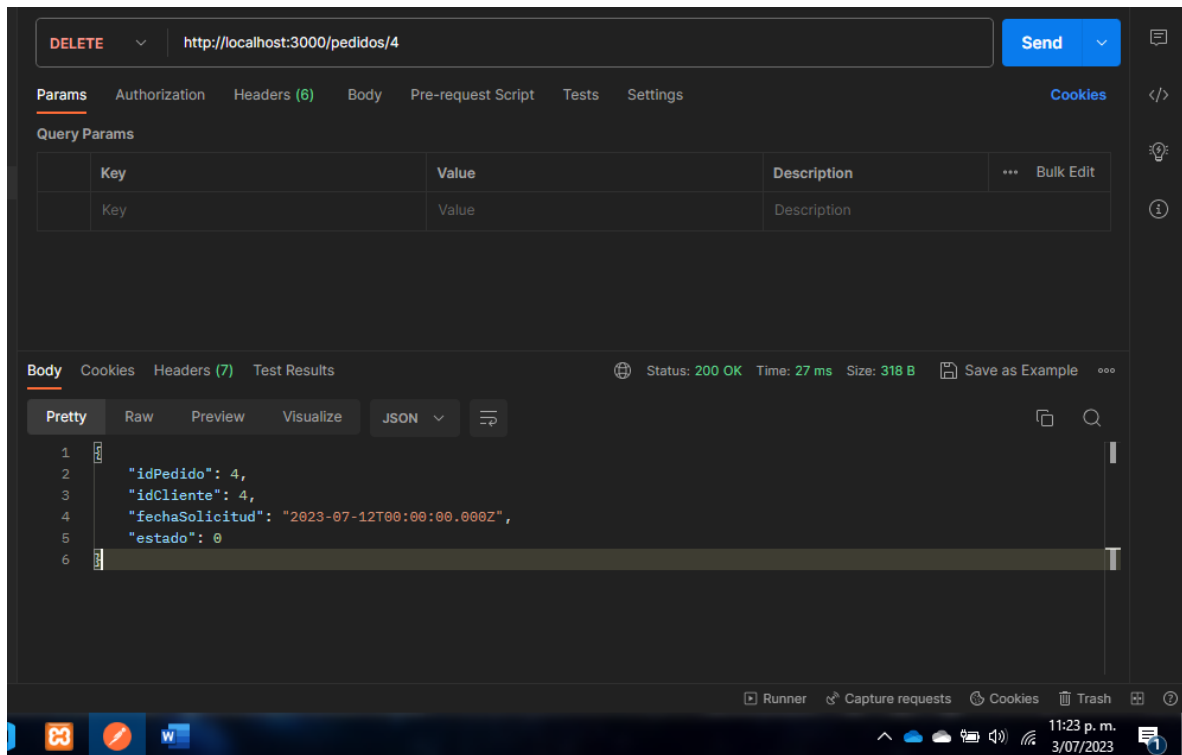 DELETE http://localhost:3000/pedidos/4 Send
Params Authorization Headers (6) Body Pre-request Script Tests Settings Cookies
Query Params
Key Value Description ••• Bulk Edit
Key Value Description
Body Cookies Headers (7) Test Results Status: 200 OK Time: 27 ms Size: 318 B Save as Example
Pretty Raw Preview Visualize JSON
1 {
2 "idPedido": 4,
3 "idCliente": 4,
4 "fechaSolicitud": "2023-07-12T00:00:00.000Z",
5 "estado": 0
6 }
Runner Capture requests Cookies Trash
W 11:23 p. m.
3/07/2023 1